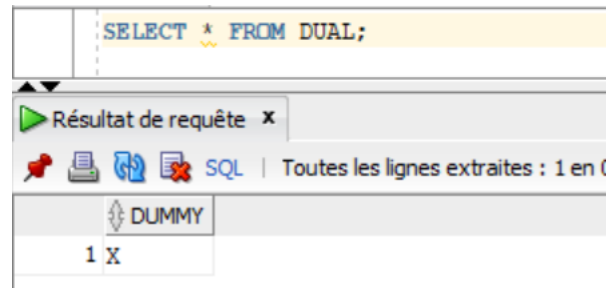 SELECT * FROM DUAL;
Résultat de requête x
SQL | Toutes les lignes extraites : 1 en
DUMMY
1 X